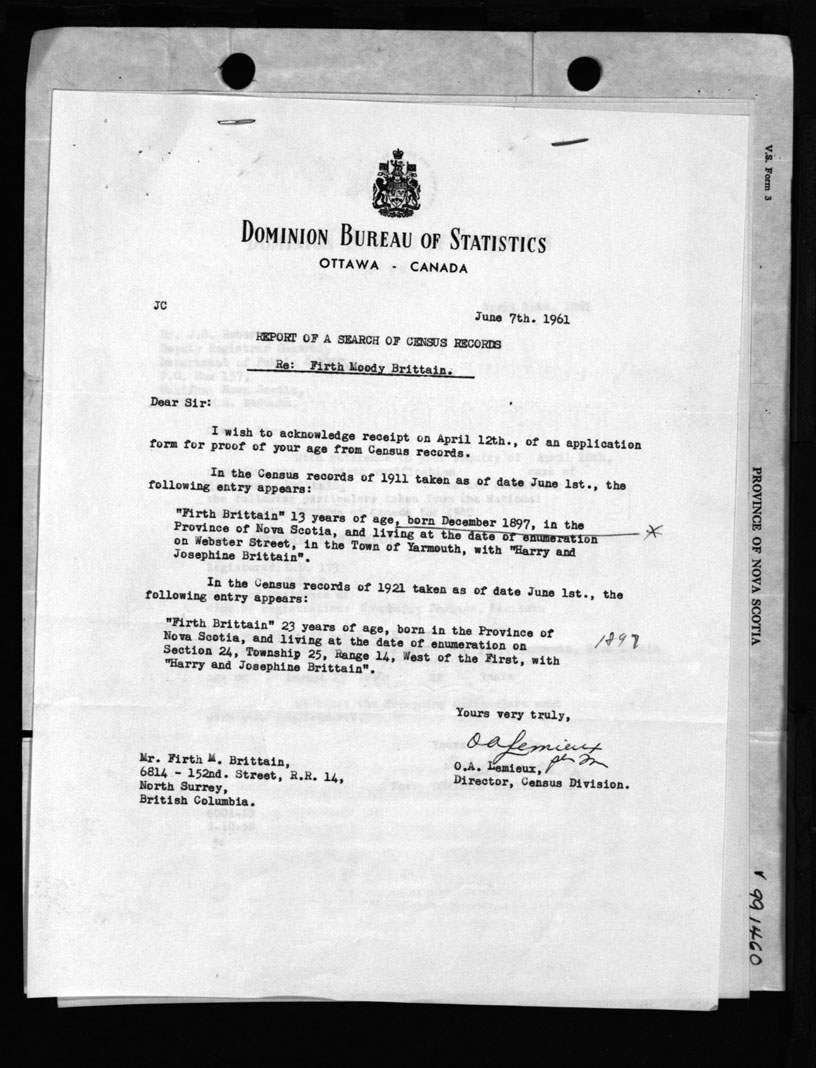 V.S. Form 3
DOMINION BUREAU OF STATISTICS
OTTAWA - CANADA
JC
June 7th. 1961
REPORT OF A SEARCH OF CENSUS RECORDS
Re: Firth Moody Brittain.
Dear Sir:
I wish to acknowledge receipt on April 12th., of an application
form for proof of your age from Census records.
In the Census records of 1911 taken as of date June 1st., the
following entry appears:
"Firth Brittain" 13 years of age, born December 1897, in the
Province of Nova Scotia, and living at the date of enumeration
on Webster Street, in the Town of Yarmouth, with "Harry and
Josephine Brittain".
In the Census records of 1921 taken as of date June 1st., the
following entry appears:
"Firth Brittain" 23 years of age, born in the Province of
Nova Scotia, and living at the date of enumeration on
Section 24, Township 25, Range 14, West of the First, with
"Harry and Josephine Brittain".
1897
Yours very truly,
OALemieux
per
O.A. Lemieux,
Director, Census Division.
Mr. Firth M. Brittain,
6814 - 152nd. Street, R.R. 14,
North Surrey,
British Columbia.
PROVINCE OF NOVA SCOTIA
991460